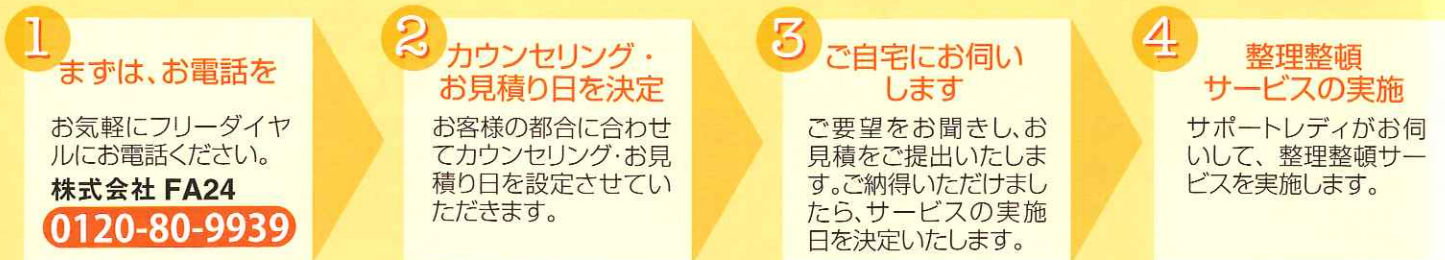 1
まずは、お電話を
お気軽にフリーダイヤ
ルにお電話ください。
株式会社 FA24
0120-80-9939
2
カウンセリング・
お見積り日を決定
お客様の都合に合わせ
てカウンセリング・お見
積り日を設定させてい
ただきます。
3
ご自宅にお伺い
します
ご要望をお聞きし、お
見積をご提出いたしま
す。ご納得いただけまし
たら、サービスの実施
日を決定いたします。
4
整理整頓
サービスの実施
サポートレディがお伺
いして、整理整頓サー
ビスを実施します。